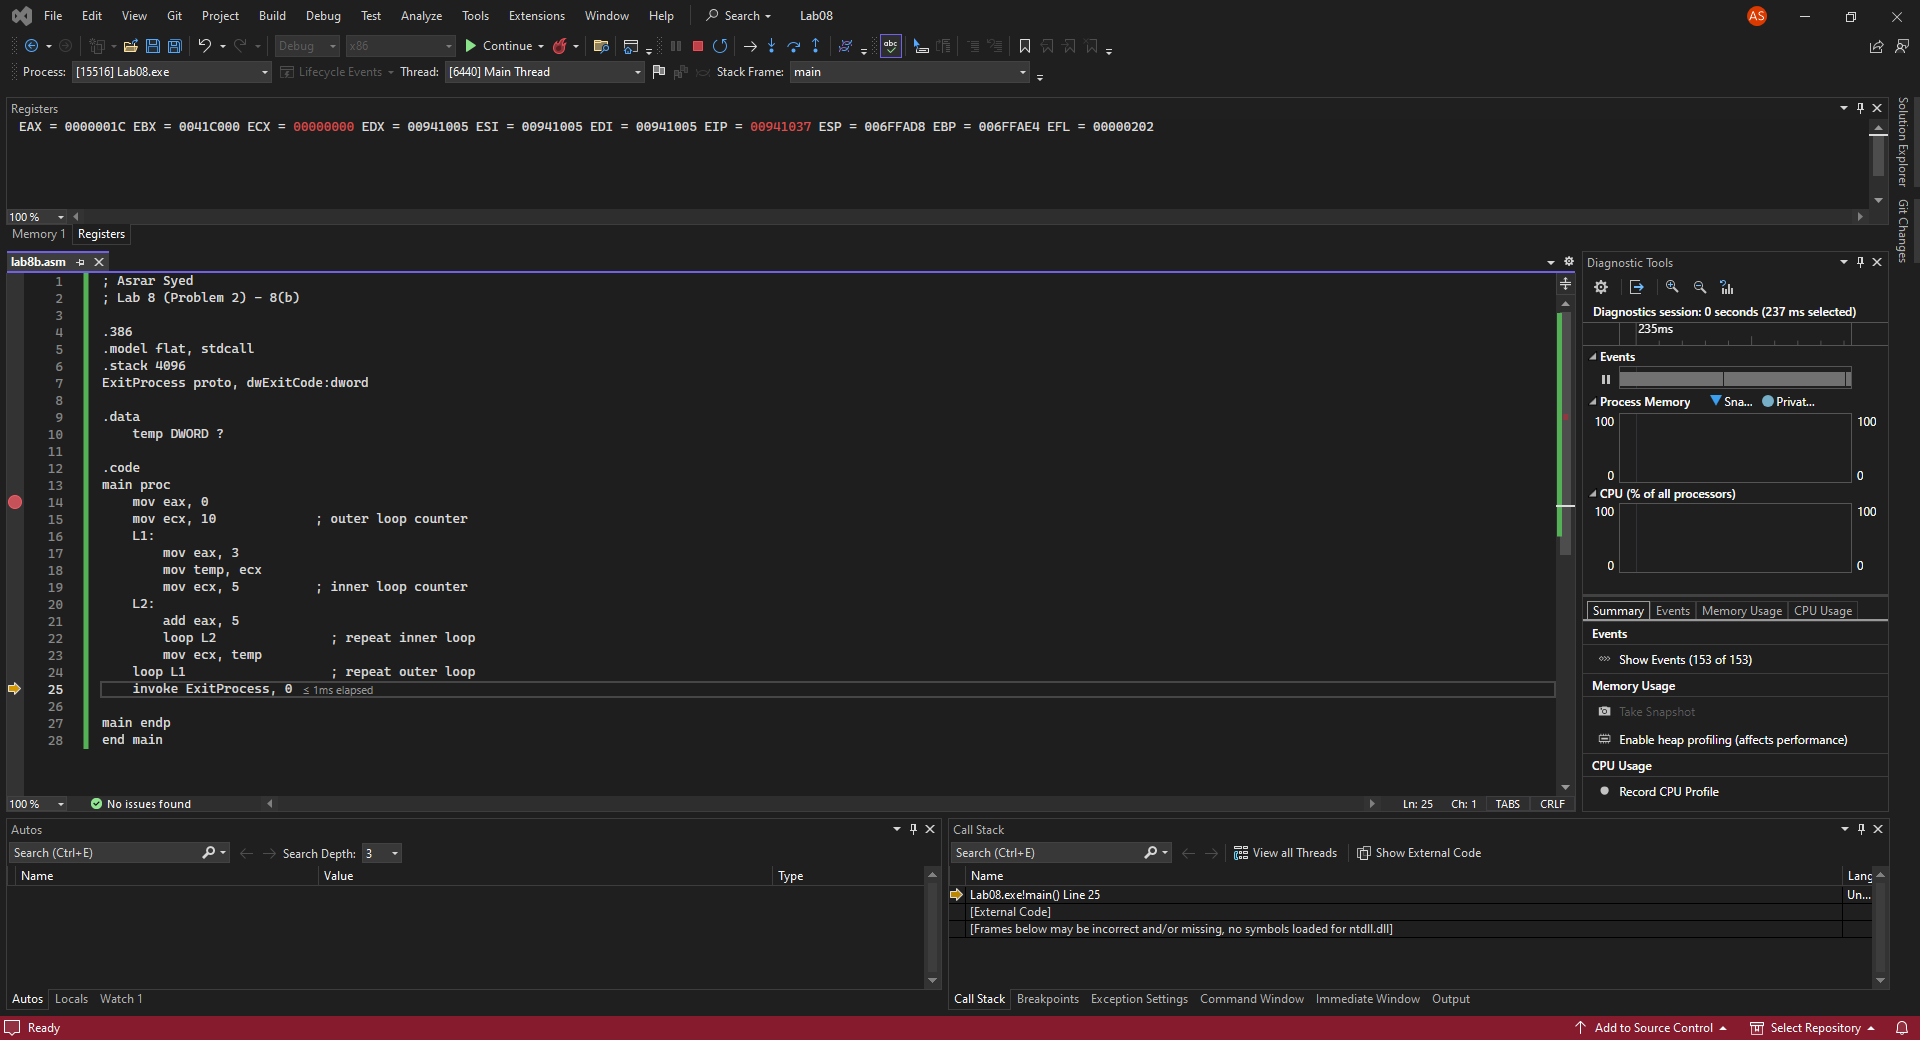 File Edit View Git Project Build Debug Test Analyze Tools Extensions Window Help Search Lab08 AS
Debug x86 Continue abc
Process: [15516] Lab08.exe Lifecycle Events Thread: [6440] Main Thread Stack Frame: main
Registers
EAX = 0000001C EBX = 0041C000 ECX = 00000000 EDX = 00941005 ESI = 00941005 EDI = 00941005 EIP = 00941037 ESP = 006FFAD8 EBP = 006FFAE4 EFL = 00000202
100 %
Memory 1 Registers
Solution Explorer
Git Changes
lab8b.asm
1 ; Asrar Syed
2 ; Lab 8 (Problem 2) - 8(b)
3
4 .386
5 .model flat, stdcall
6 .stack 4096
7 ExitProcess proto, dwExitCode:dword
8
9 .data
10 temp DWORD ?
11
12 .code
13 main proc
14 mov eax, 0
15 mov ecx, 10 ; outer loop counter
16 L1:
17 mov eax, 3
18 mov temp, ecx
19 mov ecx, 5 ; inner loop counter
20 L2:
21 add eax, 5
22 loop L2 ; repeat inner loop
23 mov ecx, temp
24 loop L1 ; repeat outer loop
25 invoke ExitProcess, 0 ≤ 1ms elapsed
26
27 main endp
28 end main
100 % No issues found Ln: 25 Ch: 1 TABS CRLF
Diagnostic Tools
Diagnostics session: 0 seconds (237 ms selected)
235ms
Events
Process Memory Sna... Privat...
100 100
0 0
CPU (% of all processors)
100 100
0 0
Summary Events Memory Usage CPU Usage
Events
Show Events (153 of 153)
Memory Usage
Take Snapshot
Enable heap profiling (affects performance)
CPU Usage
Record CPU Profile
Autos
Search (Ctrl+E) Search Depth: 3
Name Value Type
Autos Locals Watch 1
Call Stack
Search (Ctrl+E) View all Threads Show External Code
Name Lang
Lab08.exe!main() Line 25 Un...
[External Code]
[Frames below may be incorrect and/or missing, no symbols loaded for ntdll.dll]
Call Stack Breakpoints Exception Settings Command Window Immediate Window Output
Ready Add to Source Control Select Repository